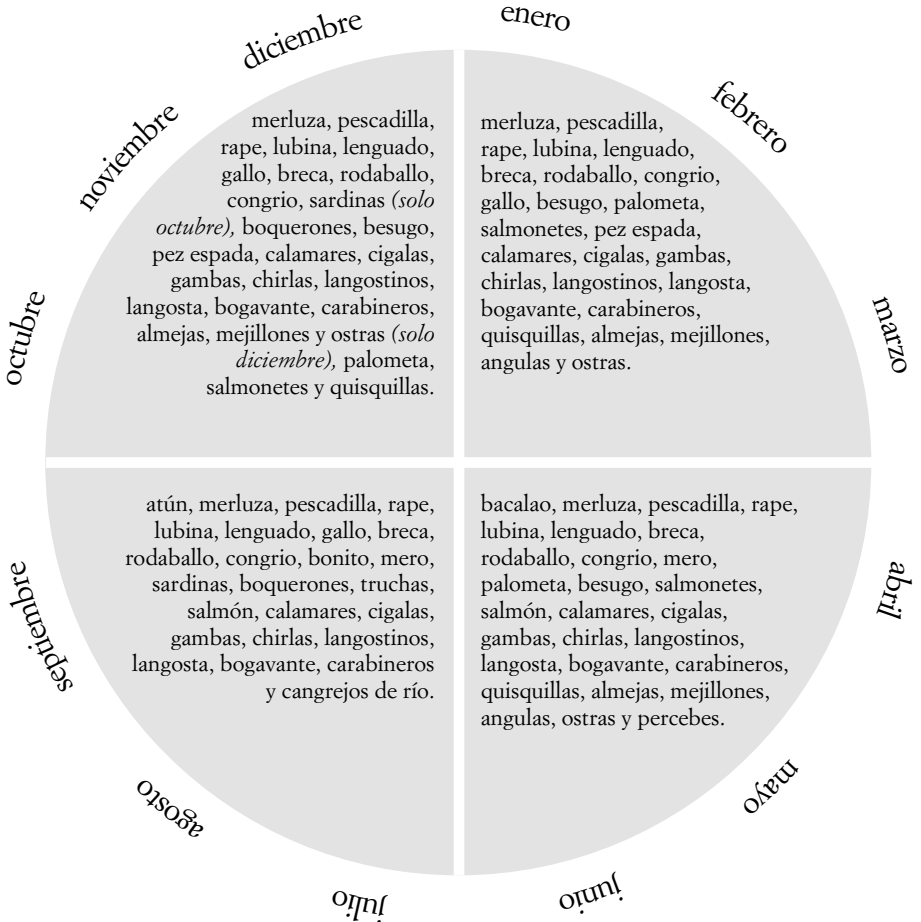 enero
febrero
marzo
merluza, pescadilla,
rape, lubina, lenguado,
breca, rodaballo, congrio,
gallo, besugo, palometa,
salmonetes, pez espada,
calamares, cigalas, gambas,
chirlas, langostinos, langosta,
bogavante, carabineros,
quisquillas, almejas, mejillones,
angulas y ostras.
abril
mayo
junio
bacalao, merluza, pescadilla, rape,
lubina, lenguado, breca,
rodaballo, congrio, mero,
palometa, besugo, salmonetes,
salmón, calamares, cigalas,
gambas, chirlas, langostinos,
langosta, bogavante, carabineros,
quisquillas, almejas, mejillones,
angulas, ostras y percebes.
julio
agosto
septiembre
atún, merluza, pescadilla, rape,
lubina, lenguado, gallo, breca,
rodaballo, congrio, bonito, mero,
sardinas, boquerones, truchas,
salmón, calamares, cigalas,
gambas, chirlas, langostinos,
langosta, bogavante, carabineros
y cangrejos de río.
octubre
noviembre
diciembre
merluza, pescadilla,
rape, lubina, lenguado,
gallo, breca, rodaballo,
congrio, sardinas (solo
octubre), boquerones, besugo,
pez espada, calamares, cigalas,
gambas, chirlas, langostinos,
langosta, bogavante, carabineros,
almejas, mejillones y ostras (solo
diciembre), palometa,
salmonetes y quisquillas.